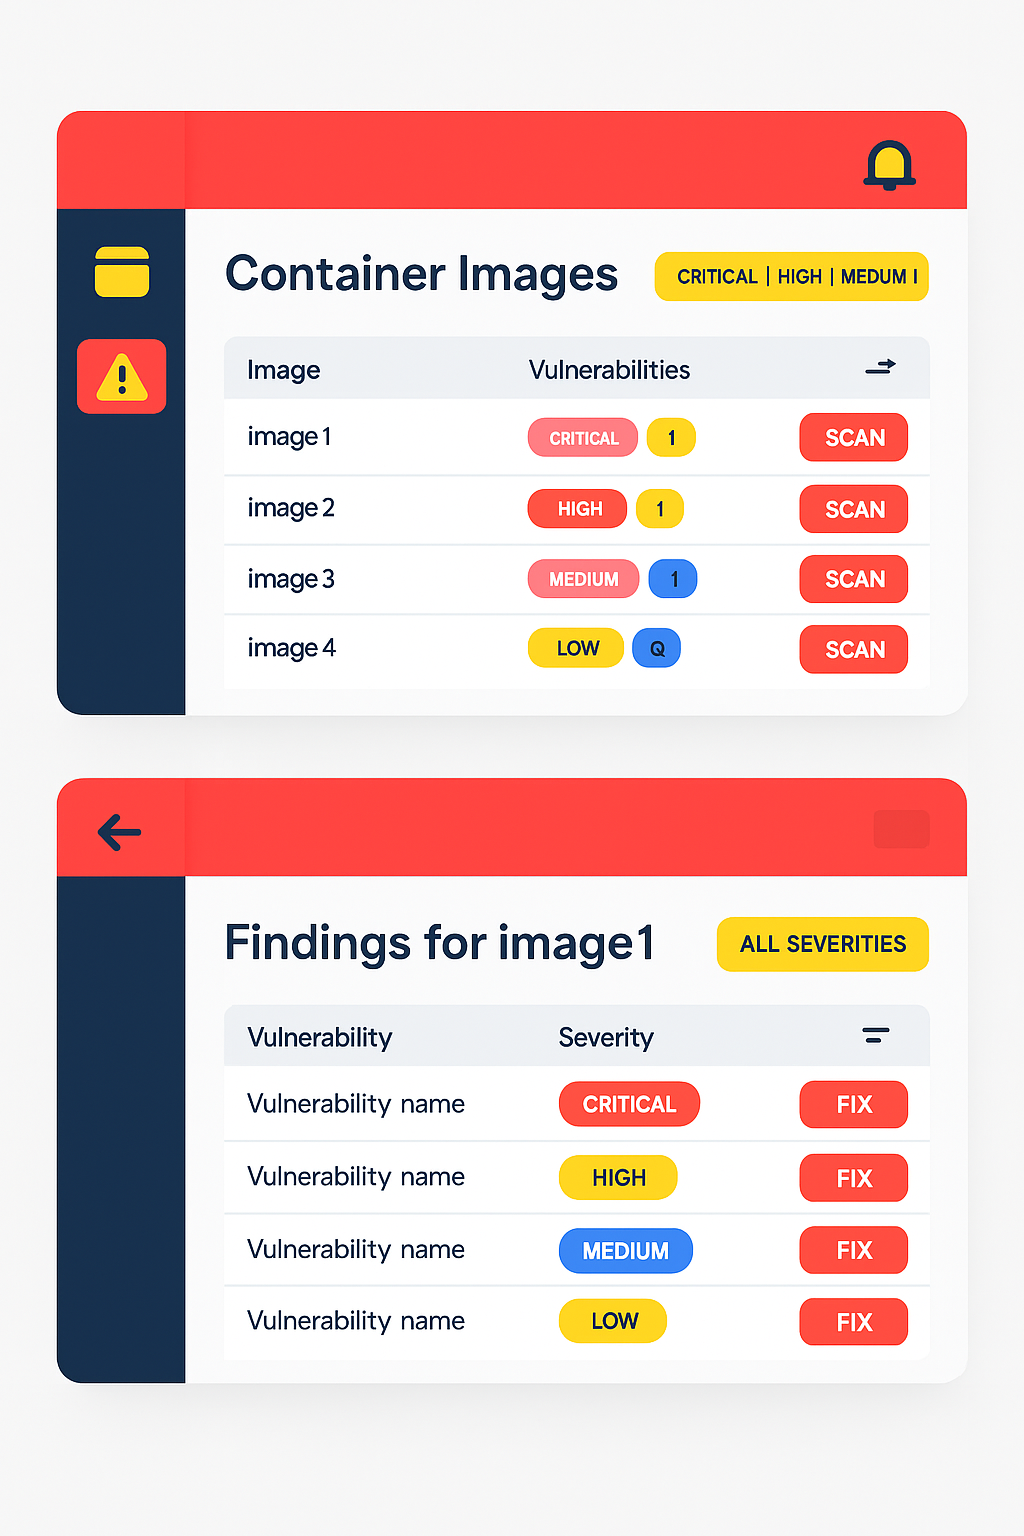 Container Images
CRITICAL | HIGH | MEDUM I
Image Vulnerabilities
image 1 CRITICAL 1 SCAN
image 2 HIGH 1 SCAN
image 3 MEDIUM 1 SCAN
image 4 LOW Q SCAN
Findings for image1
ALL SEVERITIES
Vulnerability Severity
Vulnerability name CRITICAL FIX
Vulnerability name HIGH FIX
Vulnerability name MEDIUM FIX
Vulnerability name LOW FIX